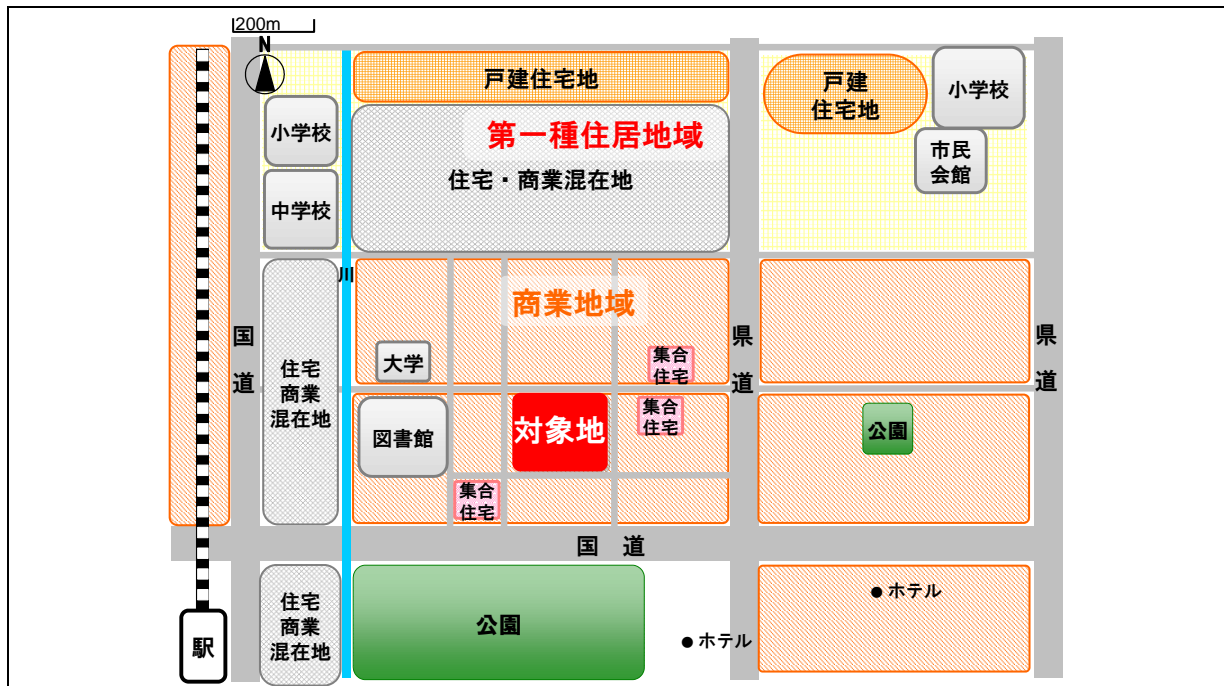 200m
N
戸建住宅地
戸建
住宅地
小学校
小学校
第一種住居地域
住宅・商業混在地
市民
会館
中学校
川
商業地域
国
道
県
道
県
道
大学
集合
住宅
住宅
商業
混在地
図書館
対象地
集合
住宅
公園
集合
住宅
国 道
住宅
商業
混在地
公園
●ホテル
●ホテル
駅